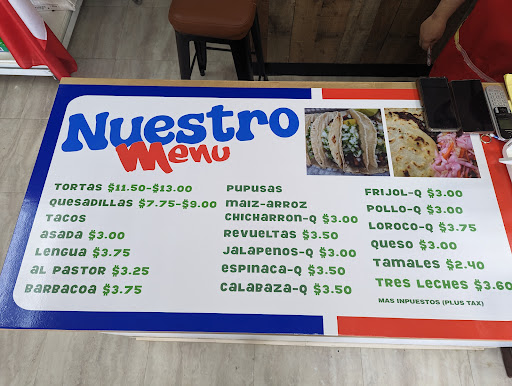 Nuestro
Menu
TORTAS $11.50-$13.00
QUESADILLAS $7.75-$9.00
TACOS
ASADA $3.00
LENGUA $3.75
AL PASTOR $3.25
BARBACOA $3.75
PUPUSAS
MAIZ-ARROZ
CHICHARRON-Q $3.00
REVUELTAS $3.50
JALAPENOS-Q $3.00
ESPINACA-Q $3.50
CALABAZA-Q $3.50
FRIJOL-Q $3.00
POLLO-Q $3.00
LOROCO-Q $3.75
QUESO $3.00
TAMALES $2.40
TRES LECHES $3.60
MAS INPUESTOS (PLUS TAX)